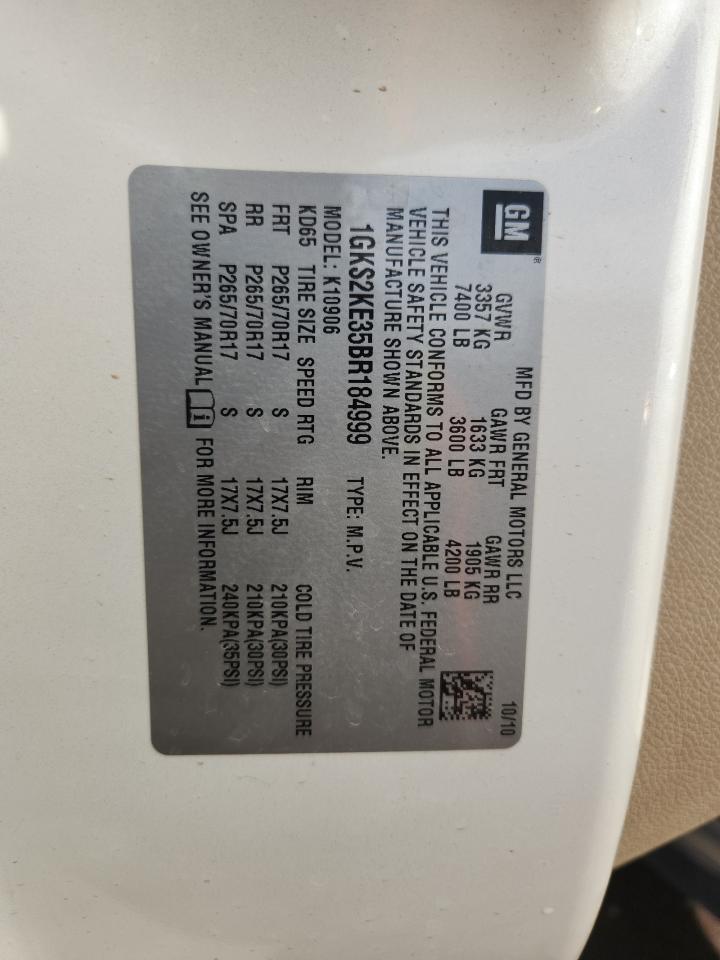 GM®
MFD BY GENERAL MOTORS LLC 10/10
GVWR GAWR FRT GAWR RR
3357 KG 1633 KG 1905 KG
7400 LB 3600 LB 4200 LB
THIS VEHICLE CONFORMS TO ALL APPLICABLE U.S. FEDERAL MOTOR
VEHICLE SAFETY STANDARDS IN EFFECT ON THE DATE OF
MANUFACTURE SHOWN ABOVE.
1GKS2KE35BR184999 TYPE: M.P.V.
MODEL: K10906
KD65 TIRE SIZE SPEED RTG RIM COLD TIRE PRESSURE
FRT P265/70R17 S 17X7.5J 210KPA(30PSI)
RR P265/70R17 S 17X7.5J 210KPA(30PSI)
SPA P265/70R17 S 17X7.5J 240KPA(35PSI)
SEE OWNER'S MANUAL i FOR MORE INFORMATION.